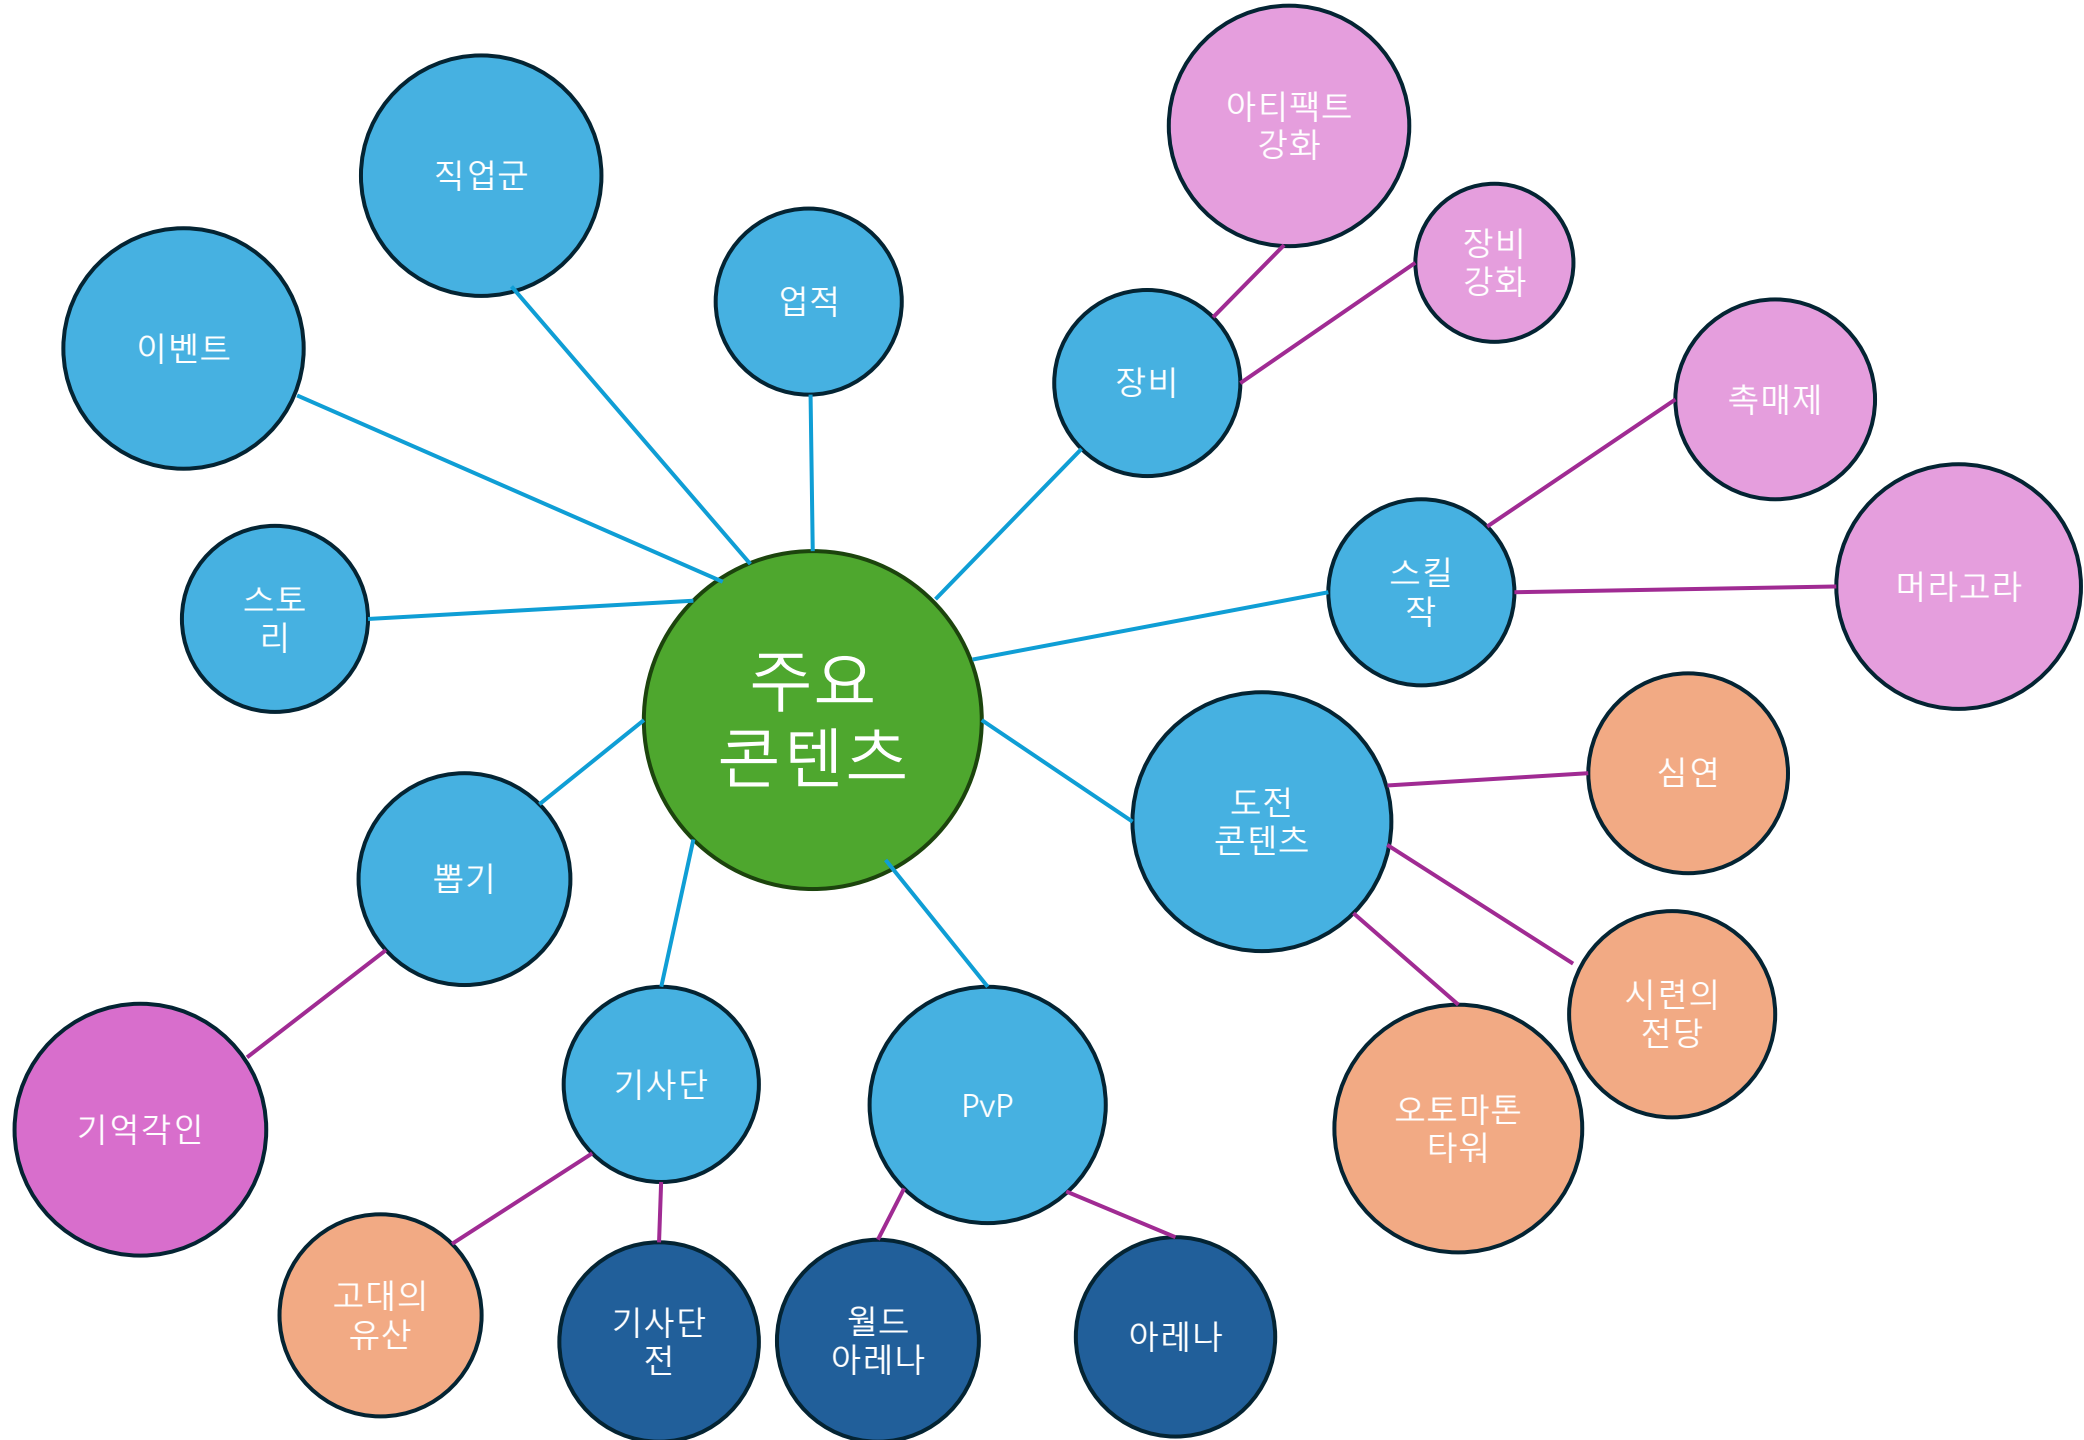 아티팩트
강화
직업군
장비
강화
업적
이벤트
장비
촉매제
스킬
작
머라고라
스토
리
주요
콘텐츠
심연
도전
콘텐츠
뽑기
시련의
전당
기사단
PvP
오토마톤
타워
기억각인
고대의
유산
기사단
전
월드
아레나
아레나